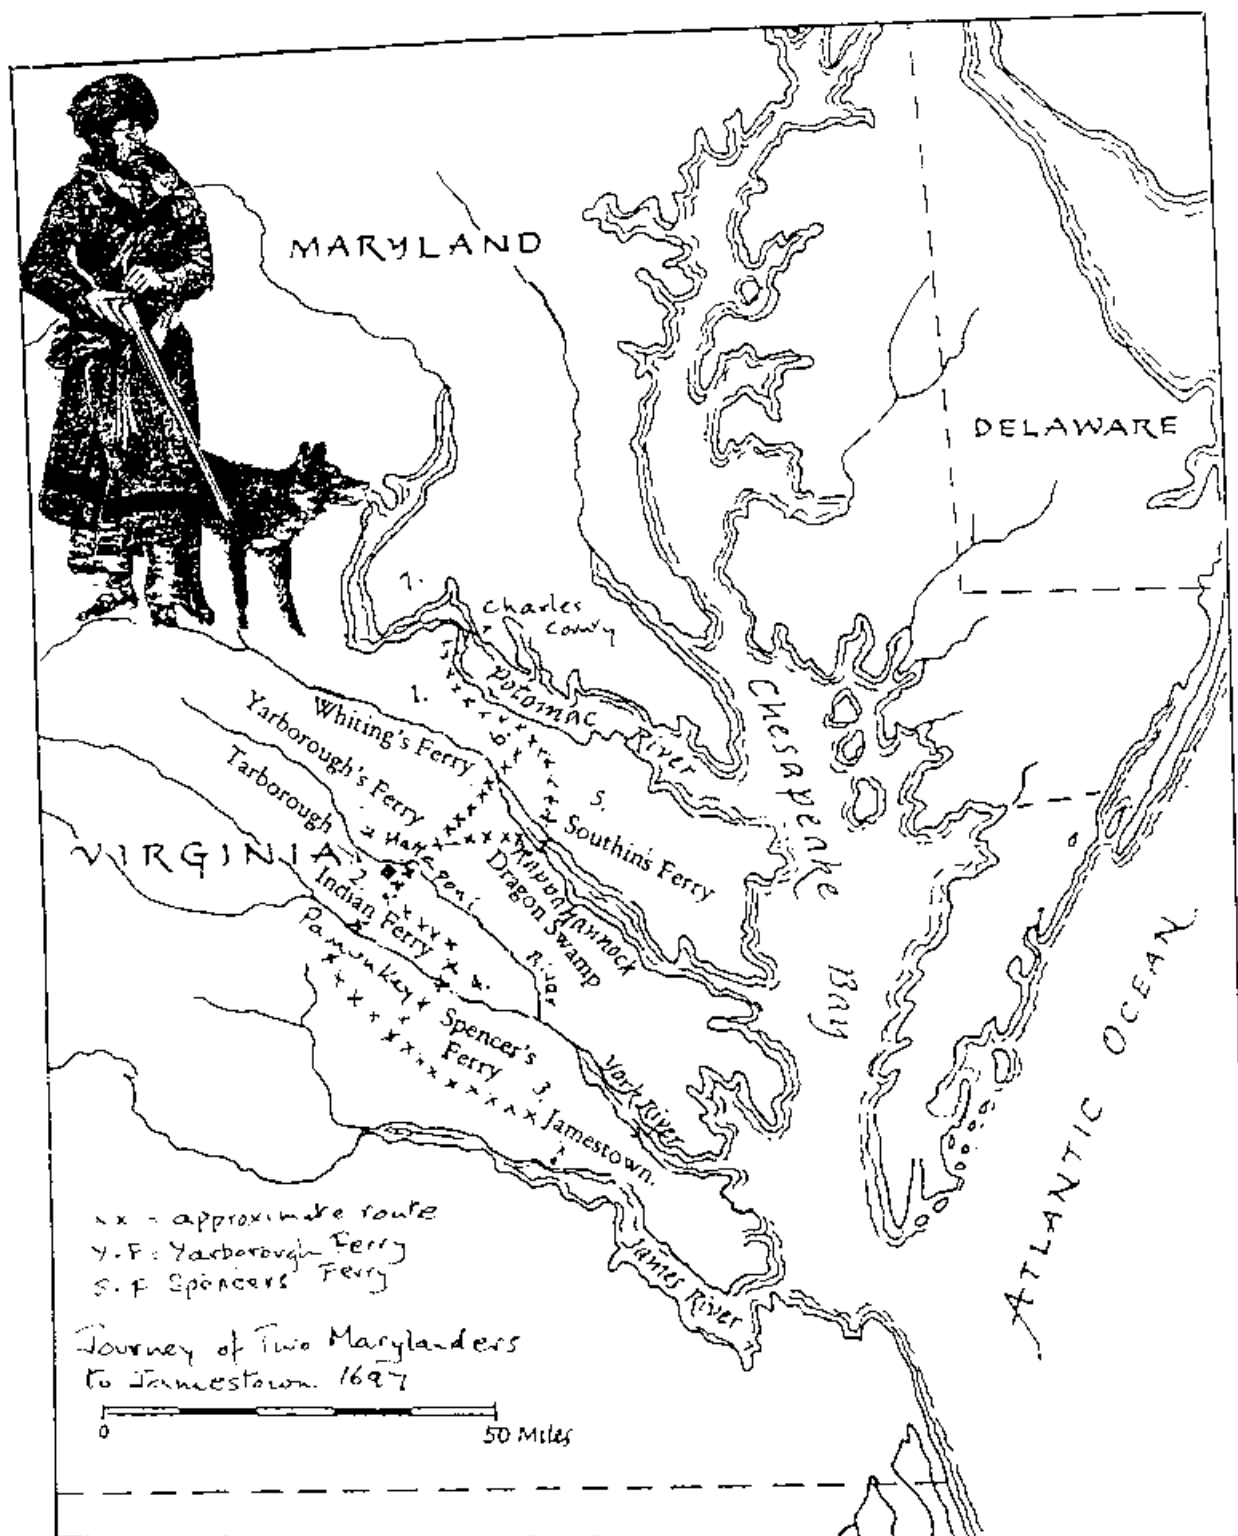 MARYLAND
DELAWARE
7.
Charles
County
Potomac
River
1.
Whiting's Ferry
Yarborough's Ferry
Tarborough
6
5.
Southin's Ferry
Chesapeake
Bay
VIRGINIA
2.
Indian Ferry
Rappahannock
Dragon Swamp
River
Pamunkey
4.
Spencer's
Ferry
3.
Jamestown.
York River
James River
ATLANTIC OCEAN
xx = approximate route
Y.F: Yarborough Ferry
S.F Spencers' Ferry
Journey of Two Marylanders
to Jamestown. 1697
0
50 Miles